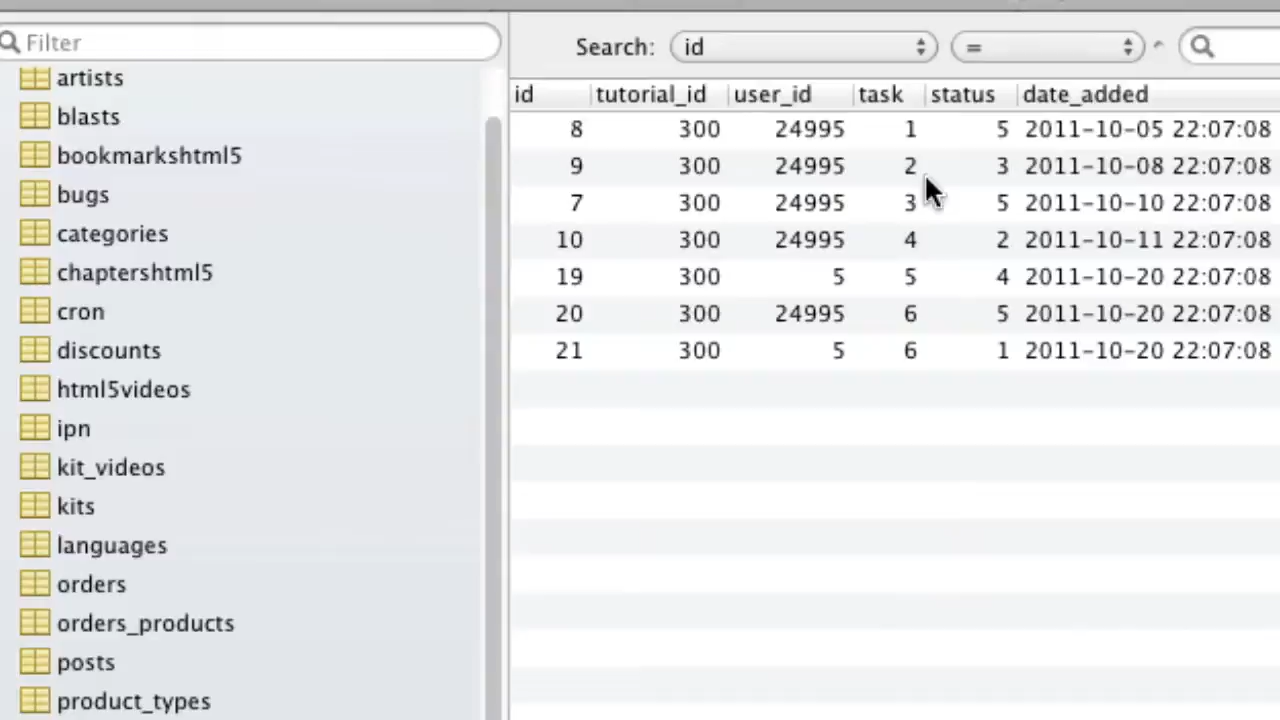 Filter
artists
blasts
bookmarkshtml5
bugs
categories
chaptershtml5
cron
discounts
html5videos
ipn
kit_videos
kits
languages
orders
orders_products
posts
product_types
Search: id =
id tutorial_id user_id task status date_added
8 300 24995 1 5 2011-10-05 22:07:08
9 300 24995 2 3 2011-10-08 22:07:08
7 300 24995 3 5 2011-10-10 22:07:08
10 300 24995 4 2 2011-10-11 22:07:08
19 300 5 5 4 2011-10-20 22:07:08
20 300 24995 6 5 2011-10-20 22:07:08
21 300 5 6 1 2011-10-20 22:07:08